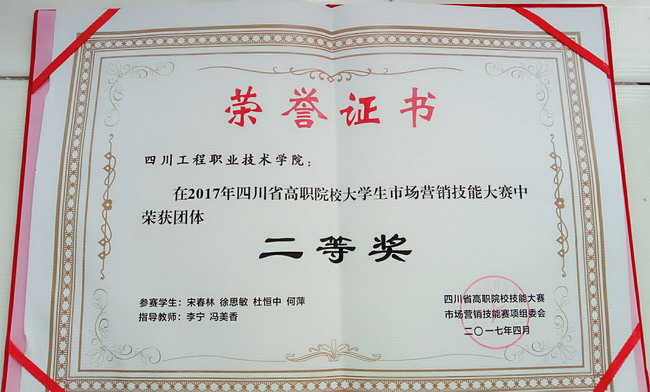 荣誉证书
四川工程职业技术学院：
在2017年四川省高职院校大学生市场营销技能大赛中
荣获团体
二等奖
参赛学生：宋春林 徐思敏 杜恒中 何萍
指导教师：李宁 冯美香
四川省高职院校技能大赛
市场营销技能赛项组委会
二〇一七年四月